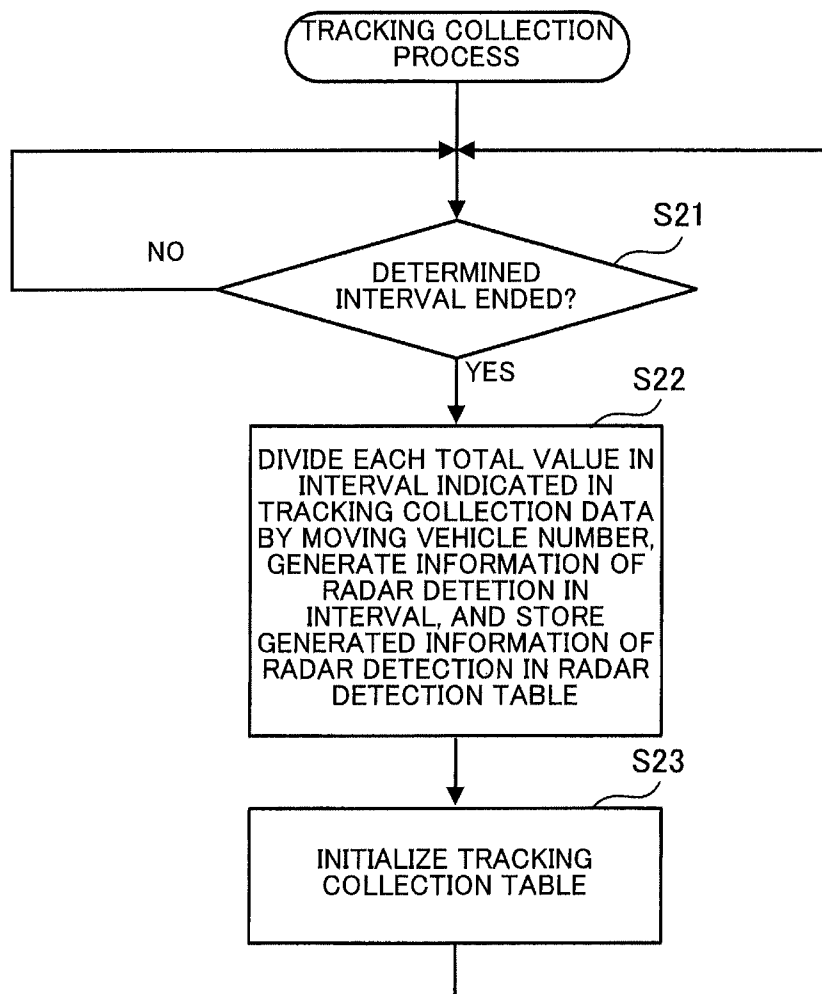 TRACKING COLLECTION
PROCESS
S21
NO
DETERMINED
INTERVAL ENDED?
YES
S22
DIVIDE EACH TOTAL VALUE IN
INTERVAL INDICATED IN
TRACKING COLLECTION DATA
BY MOVING VEHICLE NUMBER,
GENERATE INFORMATION OF
RADAR DETETION IN
INTERVAL, AND STORE
GENERATED INFORMATION OF
RADAR DETECTION IN RADAR
DETECTION TABLE
S23
INITIALIZE TRACKING
COLLECTION TABLE